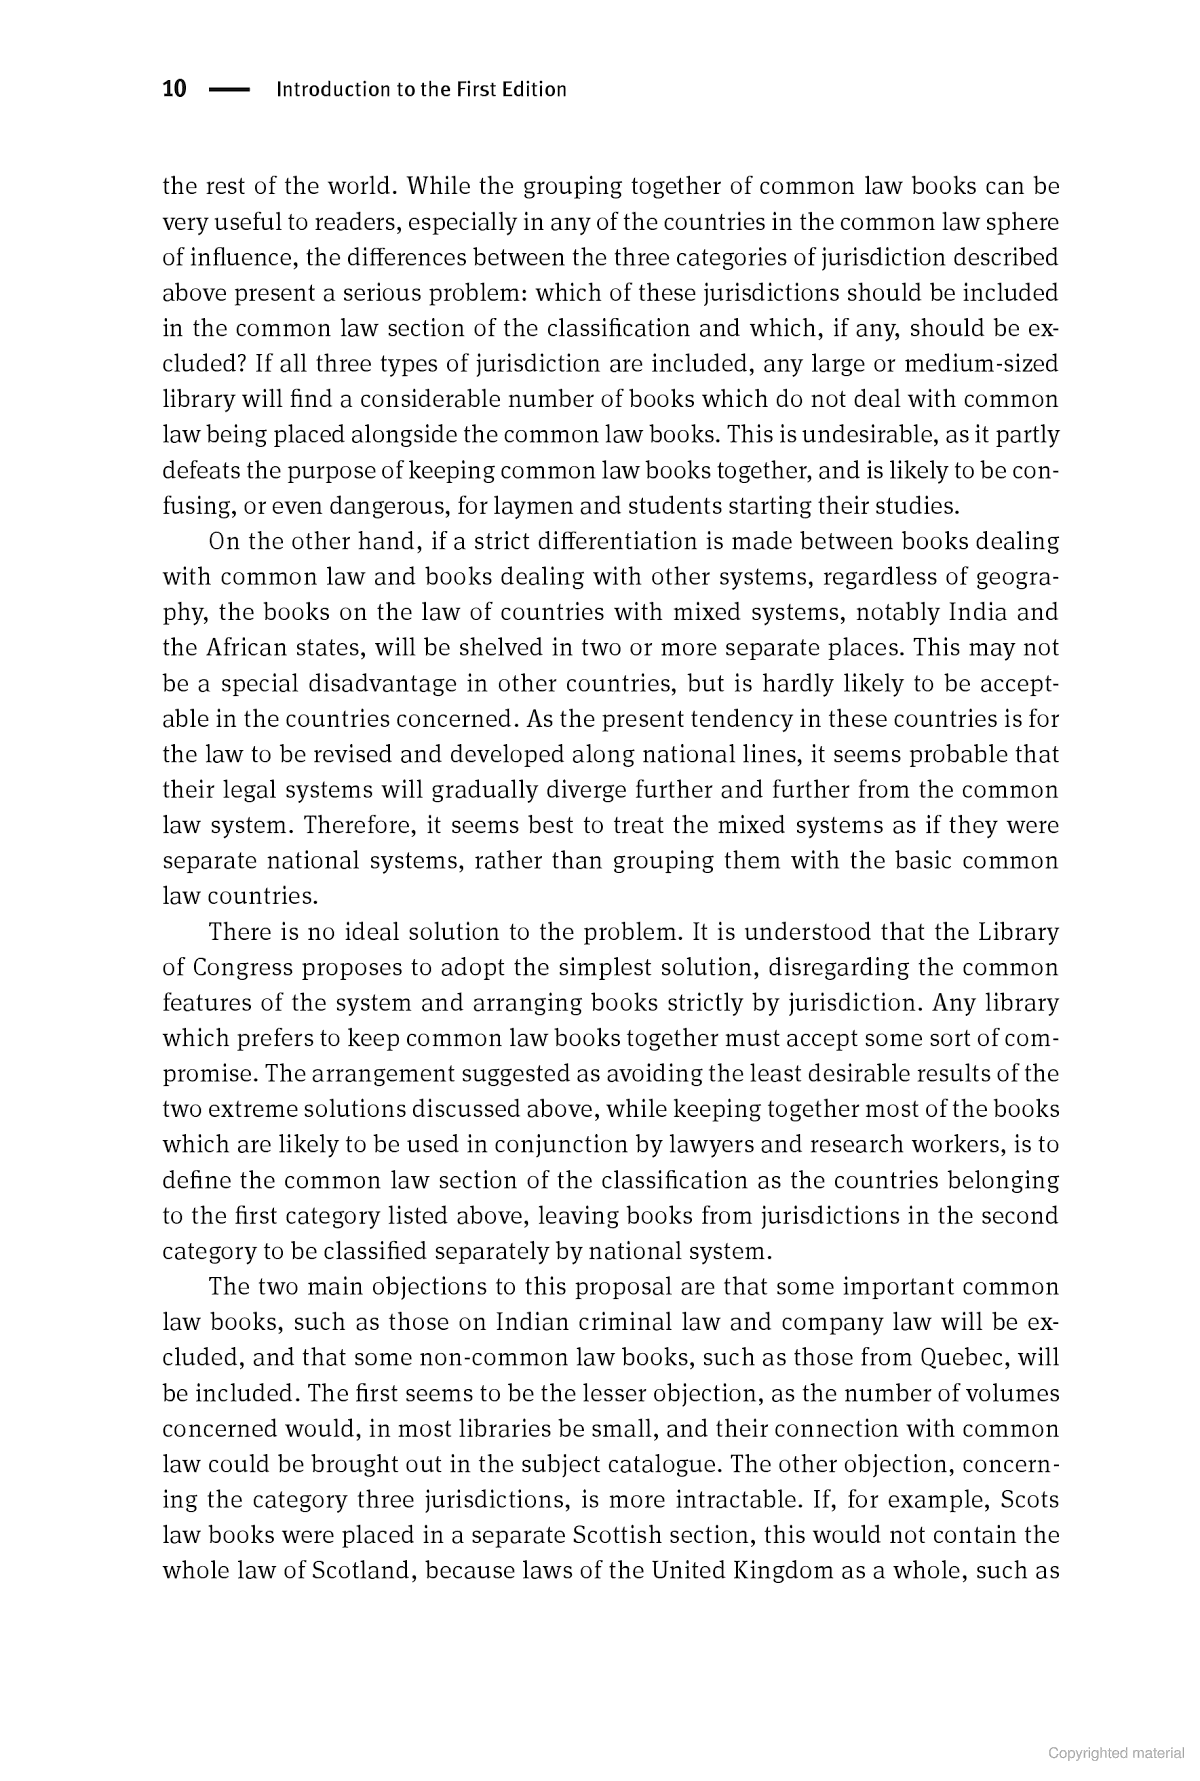 10 — Introduction to the First Edition
the rest of the world. While the grouping together of common law books can be
very useful to readers, especially in any of the countries in the common law sphere
of influence, the differences between the three categories of jurisdiction described
above present a serious problem: which of these jurisdictions should be included
in the common law section of the classification and which, if any, should be ex-
cluded? If all three types of jurisdiction are included, any large or medium-sized
library will find a considerable number of books which do not deal with common
law being placed alongside the common law books. This is undesirable, as it partly
defeats the purpose of keeping common law books together, and is likely to be con-
fusing, or even dangerous, for laymen and students starting their studies.
On the other hand, if a strict differentiation is made between books dealing
with common law and books dealing with other systems, regardless of geogra-
phy, the books on the law of countries with mixed systems, notably India and
the African states, will be shelved in two or more separate places. This may not
be a special disadvantage in other countries, but is hardly likely to be accept-
able in the countries concerned. As the present tendency in these countries is for
the law to be revised and developed along national lines, it seems probable that
their legal systems will gradually diverge further and further from the common
law system. Therefore, it seems best to treat the mixed systems as if they were
separate national systems, rather than grouping them with the basic common
law countries.
There is no ideal solution to the problem. It is understood that the Library
of Congress proposes to adopt the simplest solution, disregarding the common
features of the system and arranging books strictly by jurisdiction. Any library
which prefers to keep common law books together must accept some sort of com-
promise. The arrangement suggested as avoiding the least desirable results of the
two extreme solutions discussed above, while keeping together most of the books
which are likely to be used in conjunction by lawyers and research workers, is to
define the common law section of the classification as the countries belonging
to the first category listed above, leaving books from jurisdictions in the second
category to be classified separately by national system.
The two main objections to this proposal are that some important common
law books, such as those on Indian criminal law and company law will be ex-
cluded, and that some non-common law books, such as those from Quebec, will
be included. The first seems to be the lesser objection, as the number of volumes
concerned would, in most libraries be small, and their connection with common
law could be brought out in the subject catalogue. The other objection, concern-
ing the category three jurisdictions, is more intractable. If, for example, Scots
law books were placed in a separate Scottish section, this would not contain the
whole law of Scotland, because laws of the United Kingdom as a whole, such as
Copyrighted material